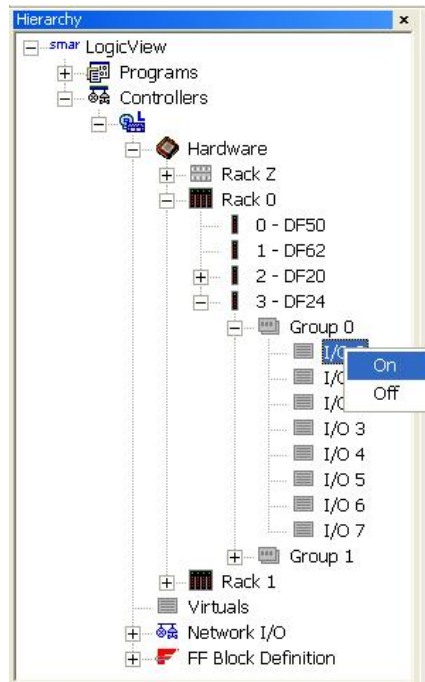 Hierarchy
smar LogicView
Programs
Controllers
Hardware
Rack Z
Rack 0
0 - DF50
1 - DF62
2 - DF20
3 - DF24
Group 0
On
Off
I/O 3
I/O 4
I/O 5
I/O 6
I/O 7
Group 1
Rack 1
Virtuals
Network I/O
FF Block Definition